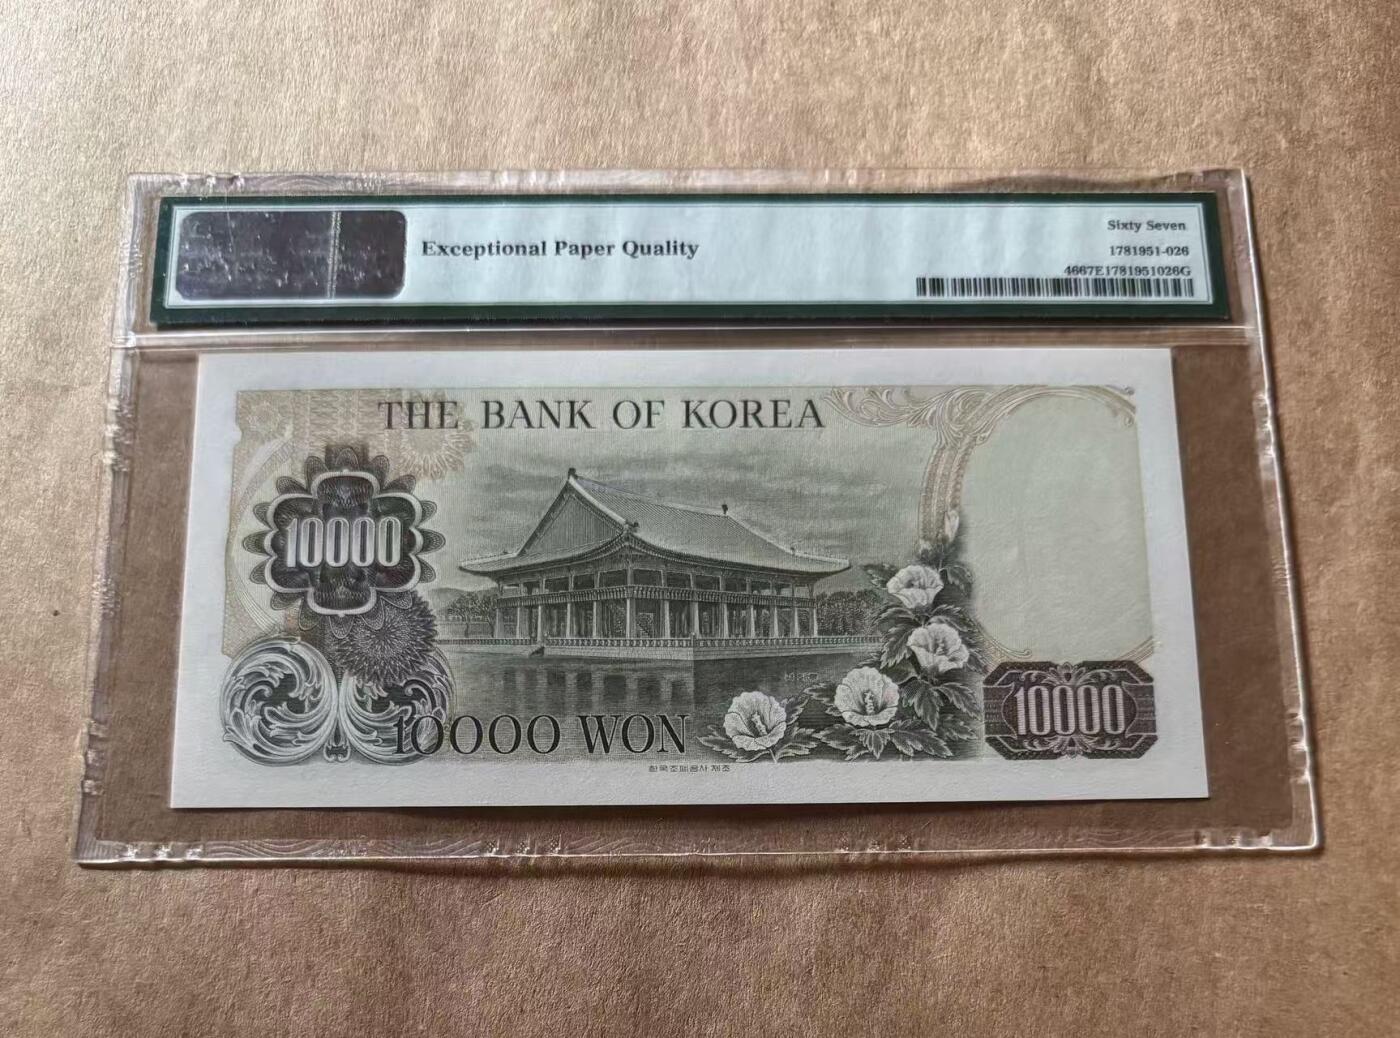 Exceptional Paper Quality
Sixty Seven
1781951-026
4667E1781951026G
THE BANK OF KOREA
10000
10000
10000 WON
한국조폐공사 제조